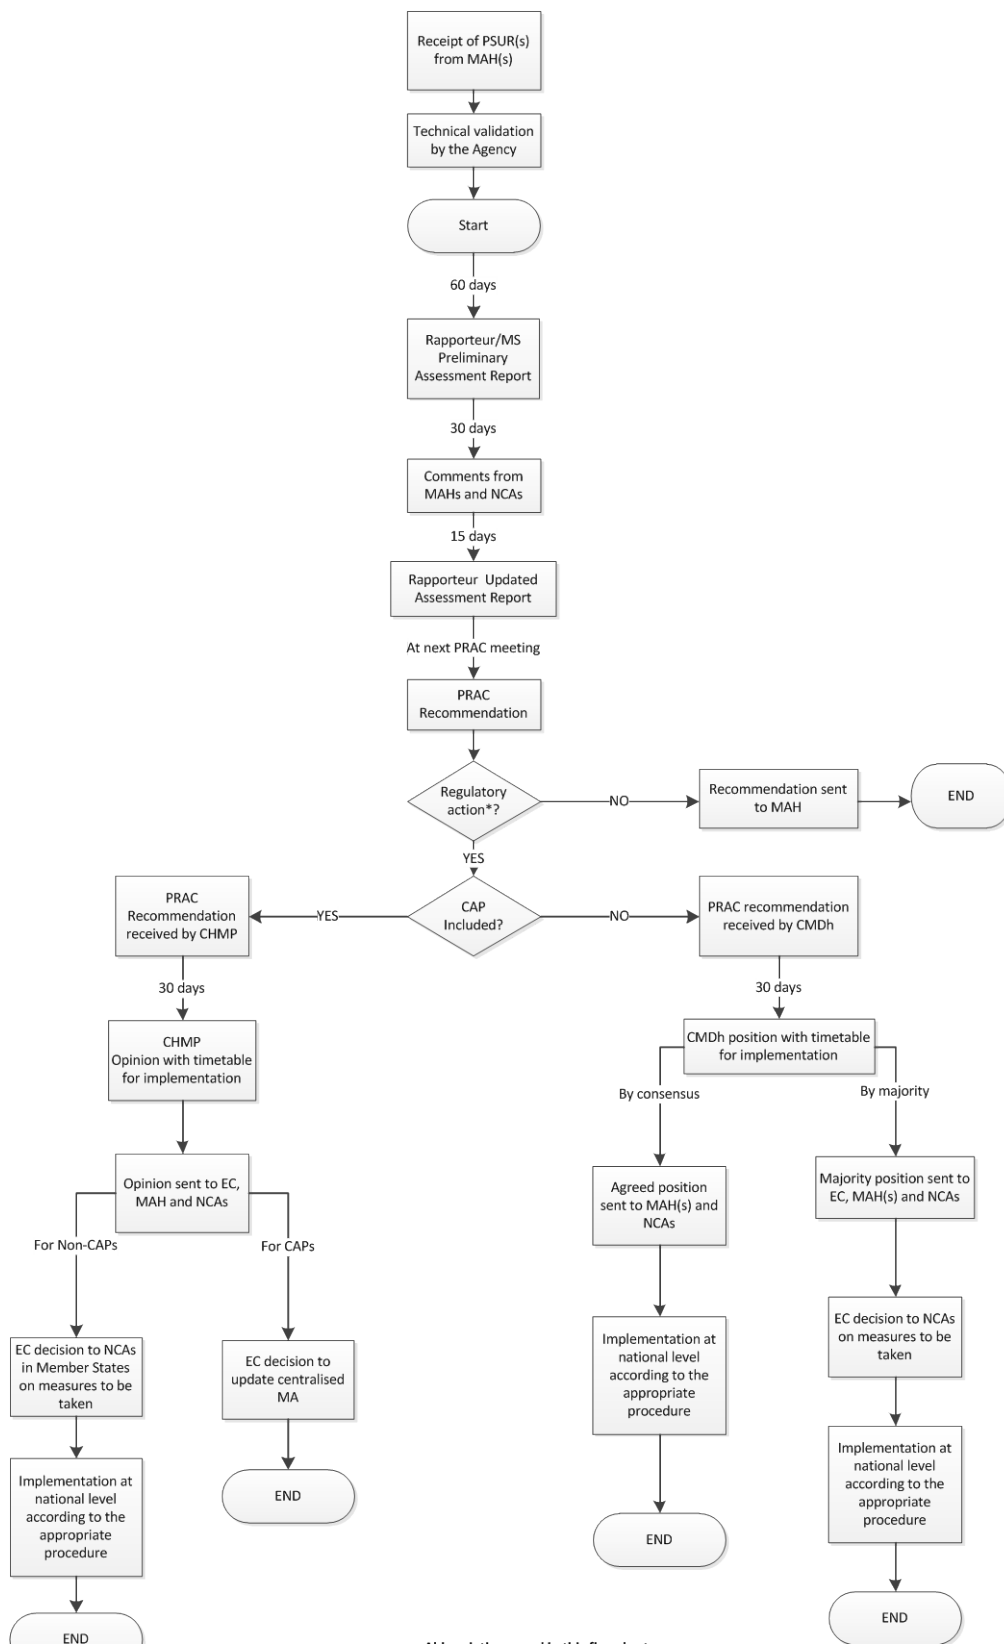 Receipt of PSUR(s)
from MAH(s)
Technical validation
by the Agency
Start
60 days
Rapporteur/MS
Preliminary
Assessment Report
30 days
Comments from
MAHs and NCAs
15 days
Rapporteur Updated
Assessment Report
At next PRAC meeting
PRAC
Recommendation
Regulatory
action*?
NO
Recommendation sent
to MAH
END
YES
CAP
Included?
YES
PRAC
Recommendation
received by CHMP
NO
PRAC recommendation
received by CMDh
30 days
CHMP
Opinion with timetable
for implementation
Opinion sent to EC,
MAH and NCAs
For Non-CAPs
For CAPs
EC decision to NCAs
in Member States
on measures to be
taken
Implementation at
national level
according to the
appropriate
procedure
END
EC decision to
update centralised
MA
END
30 days
CMDh position with timetable
for implementation
By consensus
By majority
Agreed position
sent to MAH(s) and
NCAs
Implementation at
national level
according to the
appropriate
procedure
END
Majority position sent to
EC, MAH(s) and NCAs
EC decision to NCAs
on measures to be
taken
Implementation at
national level
according to the
appropriate
procedure
END